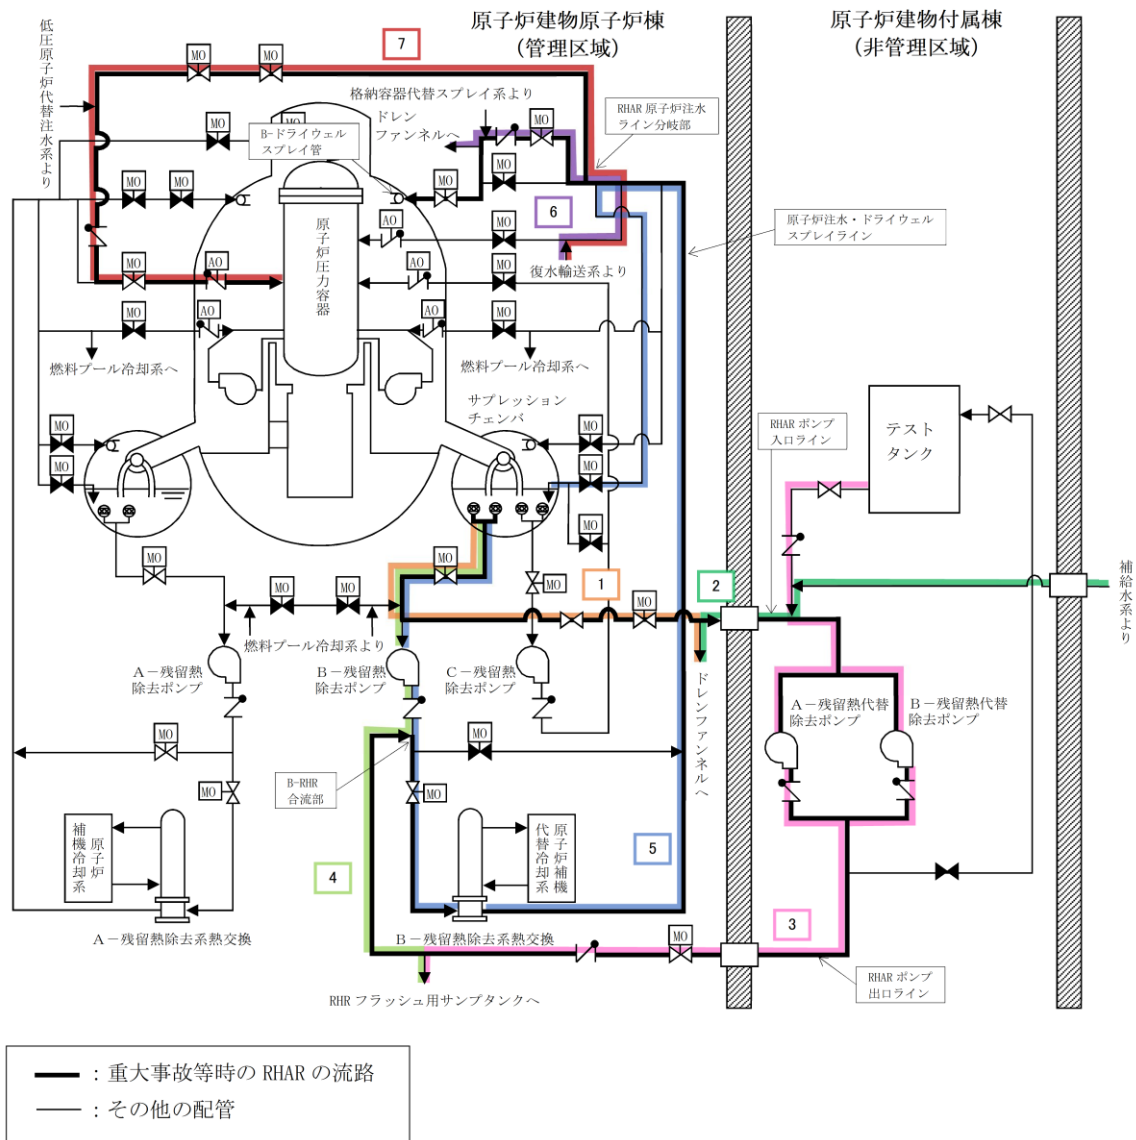 原子炉建物原子炉棟
(管理区域)
原子炉建物付属棟
(非管理区域)
7
低圧原子炉代替注水系より
MO
MO
格納容器代替スプレイ系より
ドレン
ファンネルへ
MO
MO
B-ドライウェル
スプレイ管
MO
RHAR 原子炉注水
ライン分岐部
MO
MO
MO
MO
6
原子炉圧力容器
AO
MO
原子炉注水・ドライウェル
スプレイライン
復水輸送系より
MO
AO
AO
MO
MO
AO
AO
MO
燃料プール冷却系へ
燃料プール冷却系へ
サプレッション
チェンバ
MO
MO
MO
MO
MO
RHAR ポンプ
入口ライン
テスト
タンク
MO
MO
MO
MO
MO
1
MO
2
補給水系より
燃料プール冷却系より
A－残留熱
除去ポンプ
B－残留熱
除去ポンプ
C－残留熱
除去ポンプ
ドレンファンネルへ
A－残留熱代替
除去ポンプ
B－残留熱代替
除去ポンプ
MO
MO
B-RHR
合流部
MO
MO
原子炉
補機冷却系
原子炉補機
代替冷却系
5
4
3
A－残留熱除去系熱交換
B－残留熱除去系熱交換
MO
RHR フラッシュ用サンプタンクへ
RHAR ポンプ
出口ライン
：重大事故等時の RHAR の流路
：その他の配管